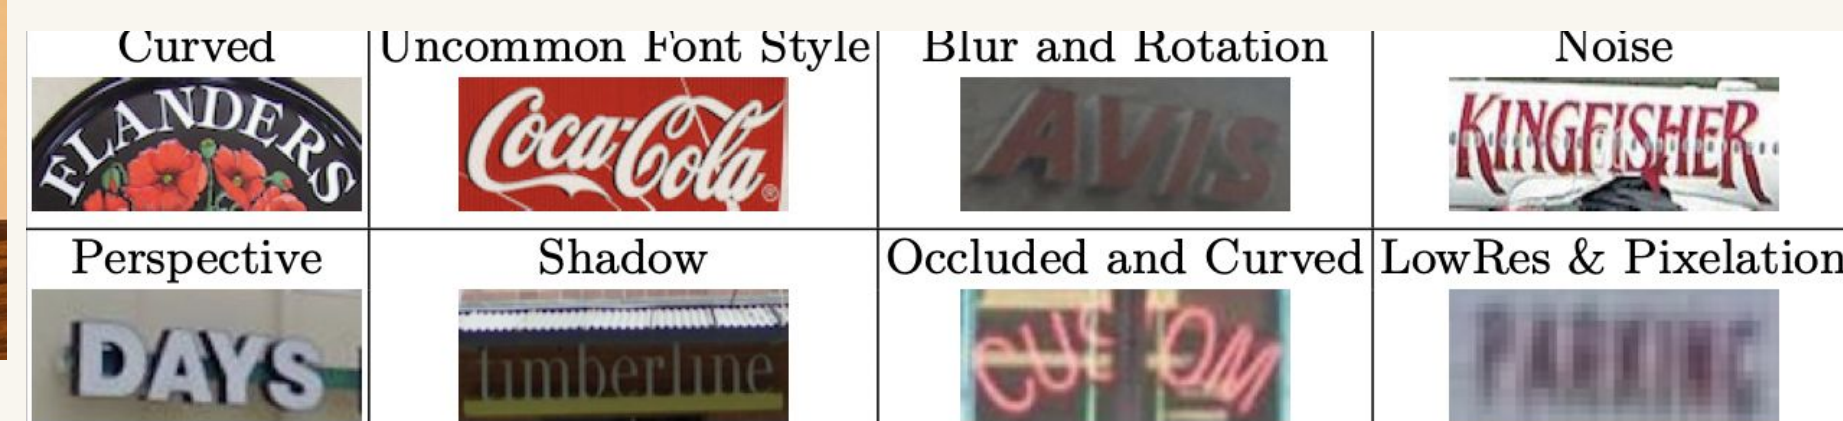 Curved
Uncommon Font Style
Blur and Rotation
Noise
FLANDERS
Coca-Cola®
AVIS
KINGFISHER
Perspective
Shadow
Occluded and Curved
LowRes & Pixelation
DAYS
timberline
CUSTOM